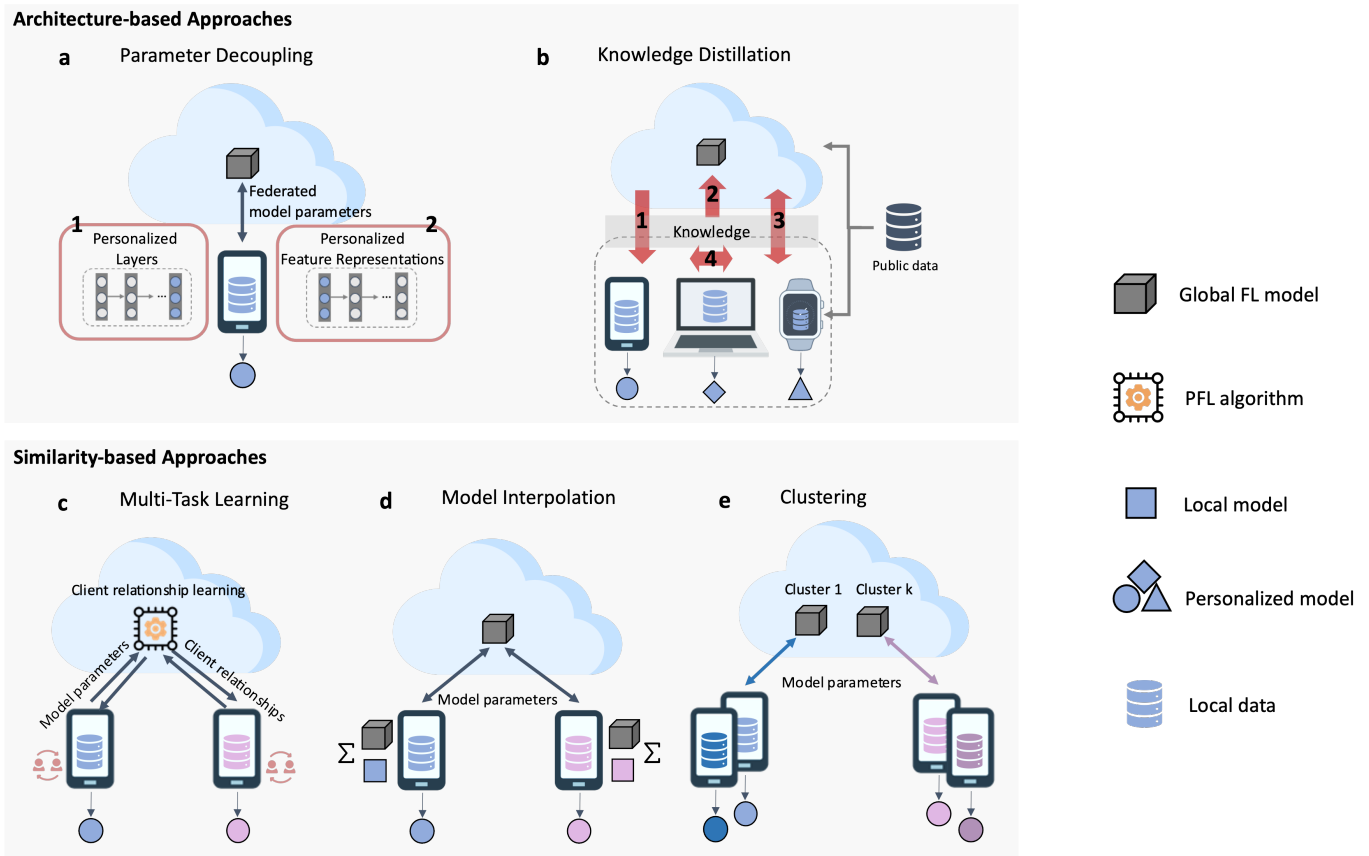 Architecture-based Approaches
a
Parameter Decoupling
Federated
model parameters
1
Personalized
Layers
...
2
Personalized
Feature Representations
...
b
Knowledge Distillation
1
2
3
Knowledge
4
Public data
Similarity-based Approaches
c
Multi-Task Learning
Client relationship learning
Model parameters
Client relationships
d
Model Interpolation
Model parameters
Σ
Σ
e
Clustering
Cluster 1
Cluster k
Model parameters
Global FL model
PFL algorithm
Local model
Personalized model
Local data